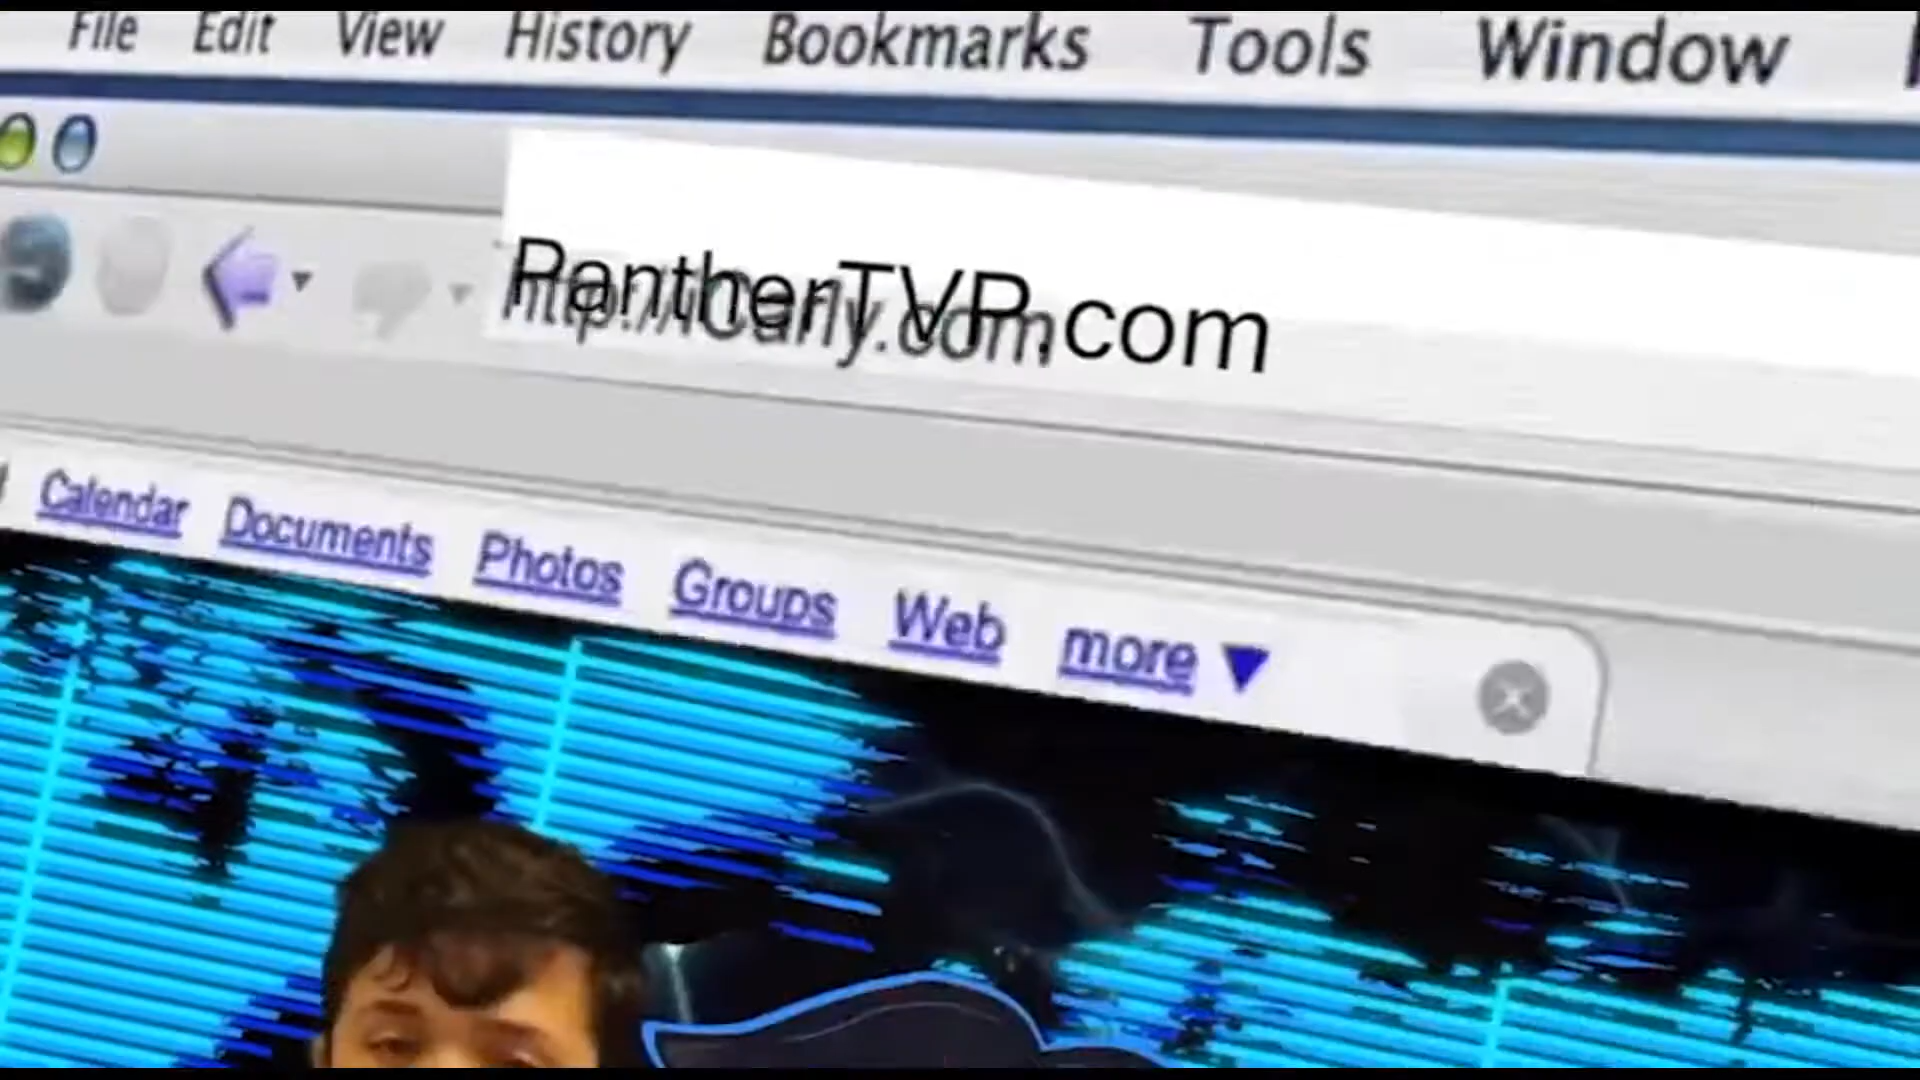 File Edit View History Bookmarks Tools Window
PantherTVP.com
http://iCarly.com
Calendar Documents Photos Groups Web more